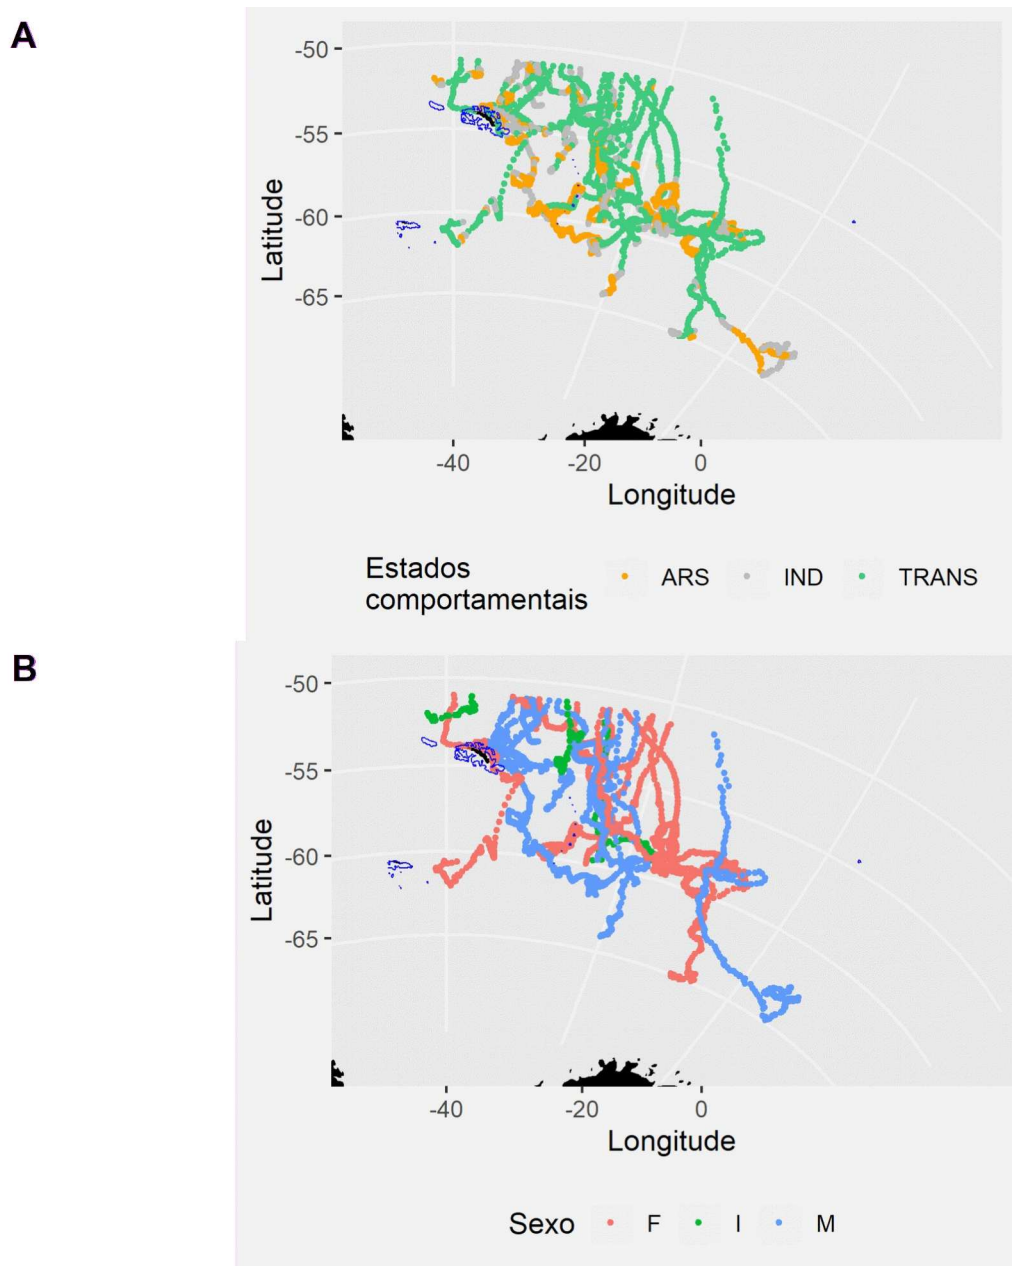 A
-50
-55
-60
-65
Latitude
-40 -20 0
Longitude
Estados
comportamentais ARS IND TRANS
B
-50
-55
-60
-65
Latitude
-40 -20 0
Longitude
Sexo F I M